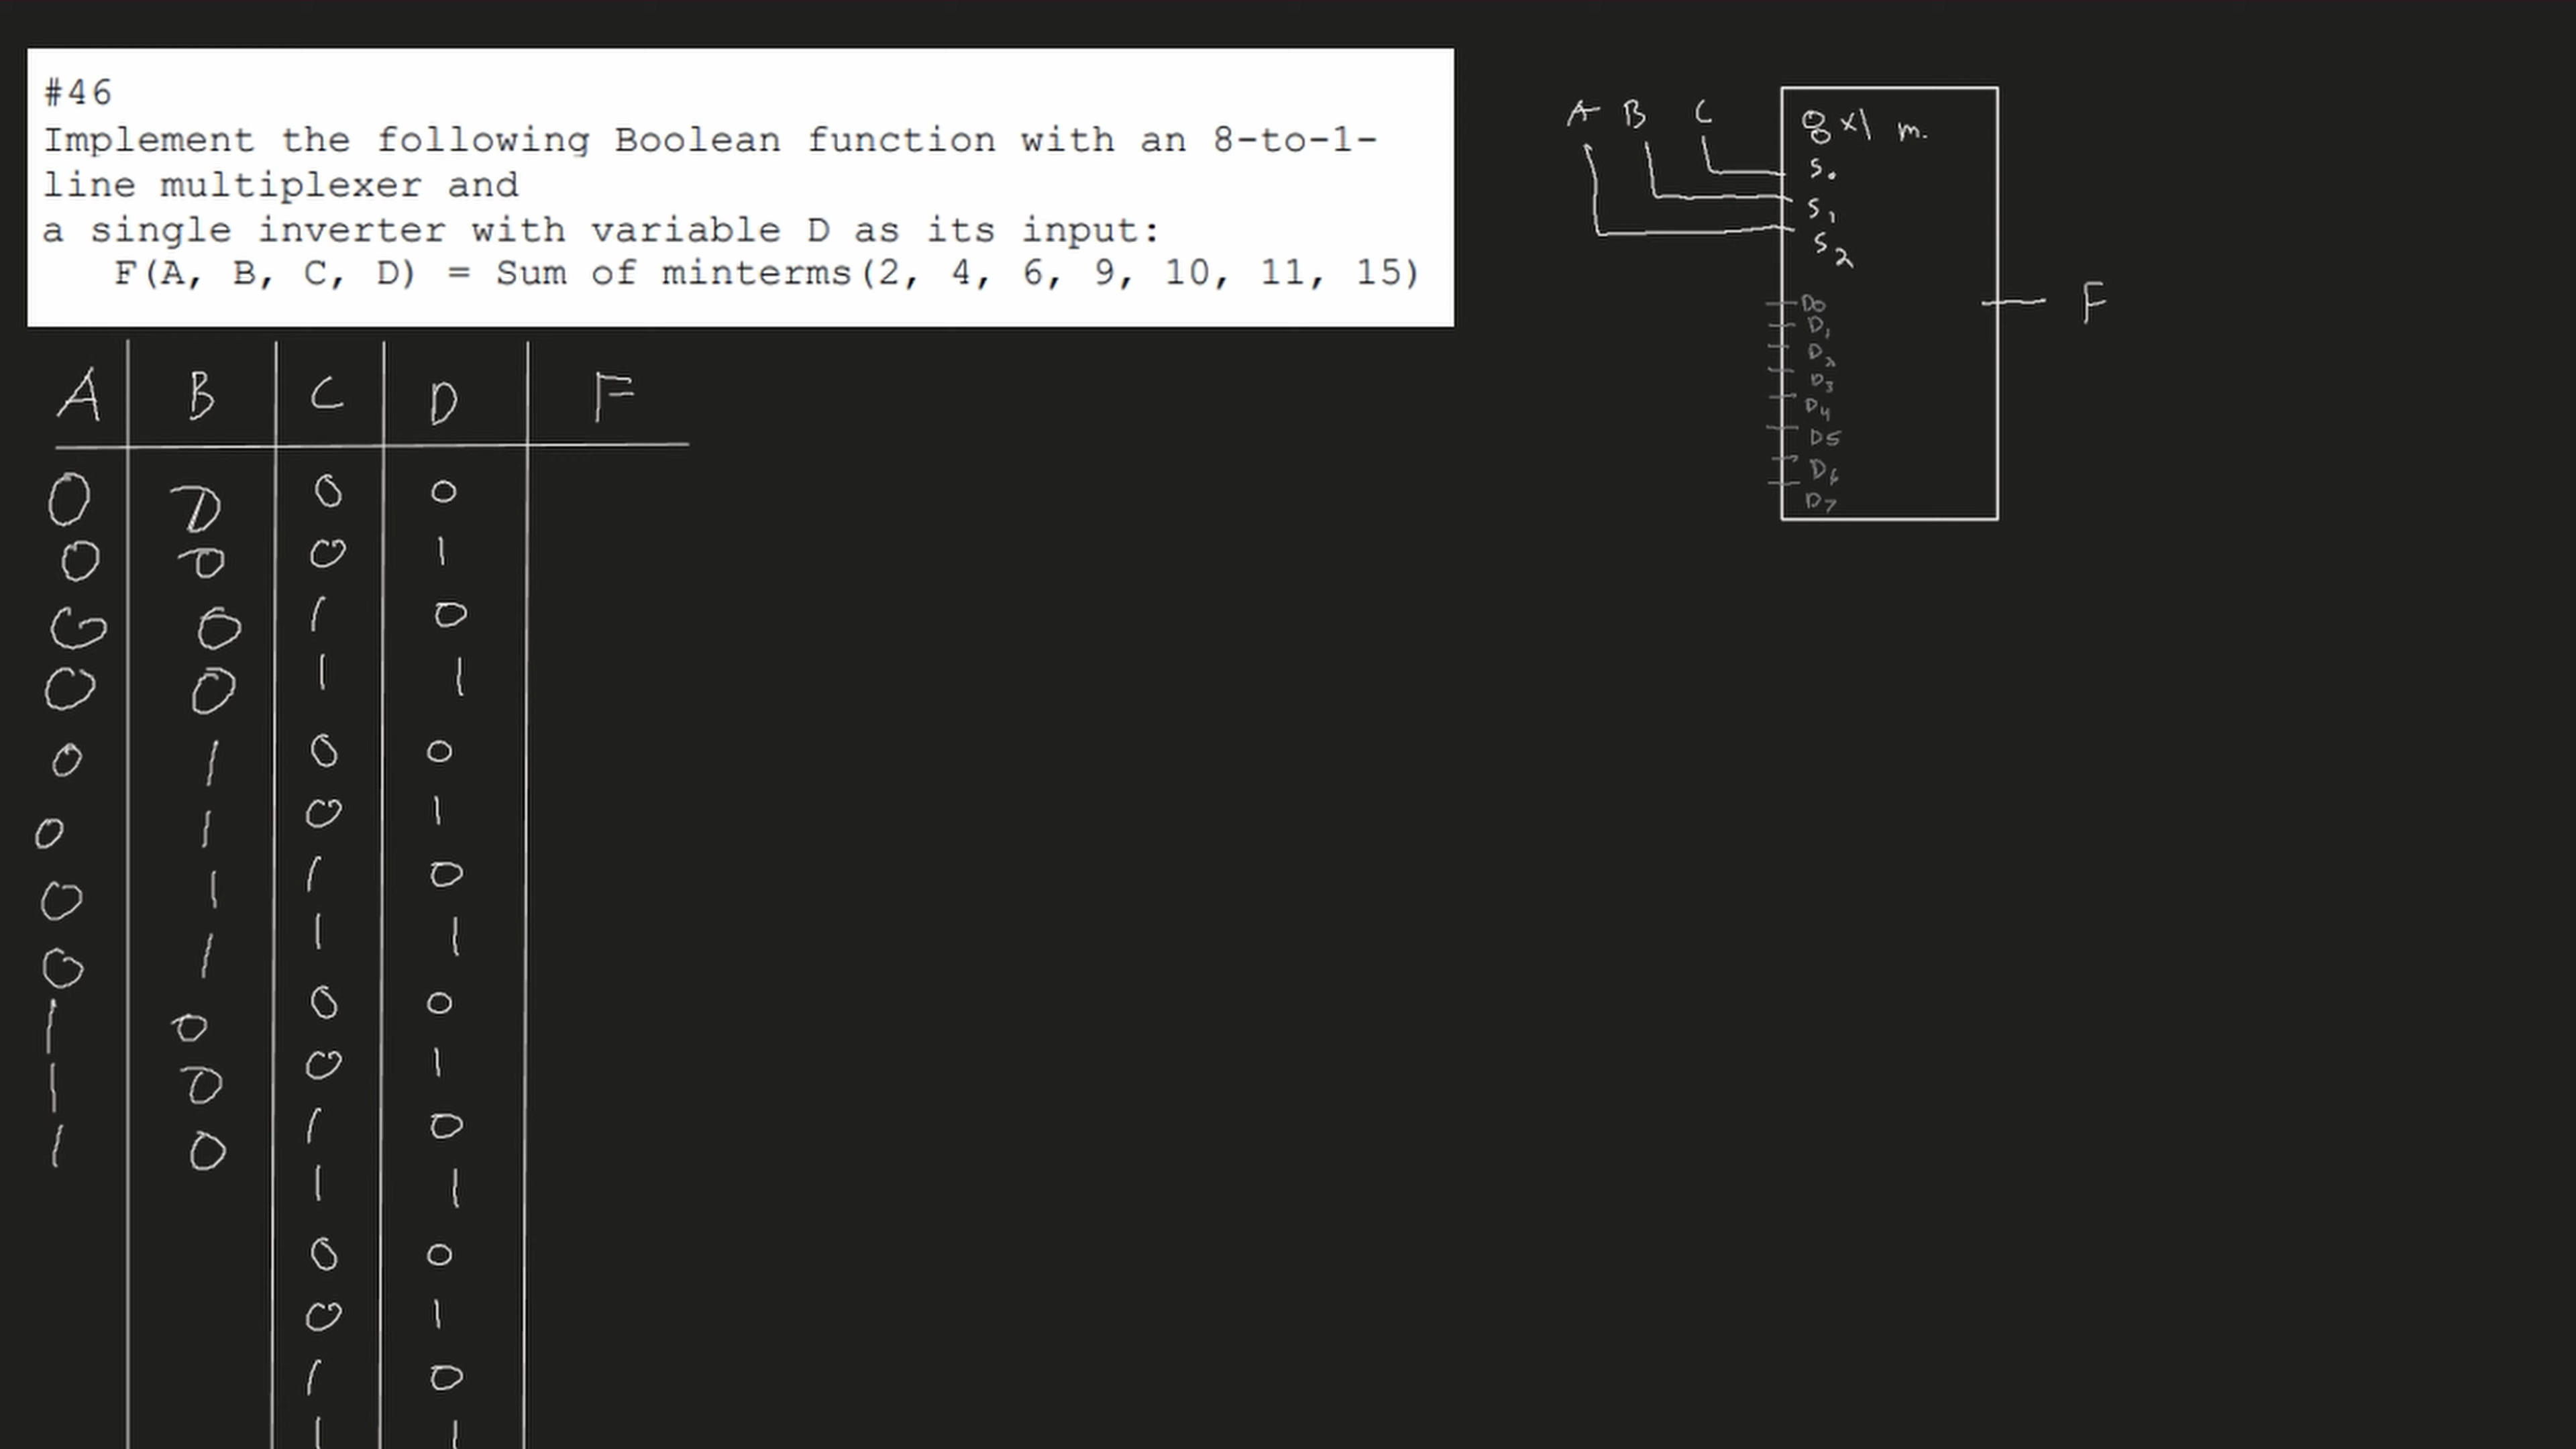 #46
Implement the following Boolean function with an 8-to-1-
line multiplexer and
a single inverter with variable D as its input:
F(A, B, C, D) = Sum of minterms(2, 4, 6, 9, 10, 11, 15)
A B C
8x1 m.
S0
S1
S2
D0
D1
D2
D3
D4
D5
D6
D7
F
A B C D F
0 0 0 0
0 0 0 1
0 0 1 0
0 0 1 1
0 1 0 0
0 1 0 1
0 1 1 0
0 1 1 1
1 0 0 0
1 0 0 1
1 0 1 0
1 1
0 0
0 1
1 0
1 1